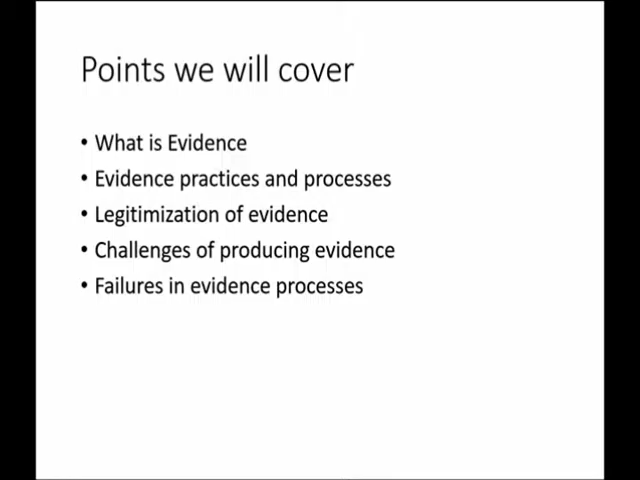 Points we will cover
• What is Evidence
• Evidence practices and processes
• Legitimization of evidence
• Challenges of producing evidence
• Failures in evidence processes